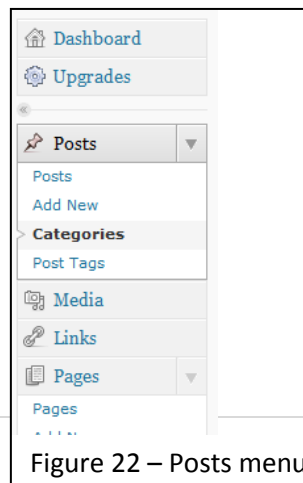 Dashboard
Upgrades
Posts
Posts
Add New
Categories
Post Tags
Media
Links
Pages
Pages
Figure 22 – Posts menu